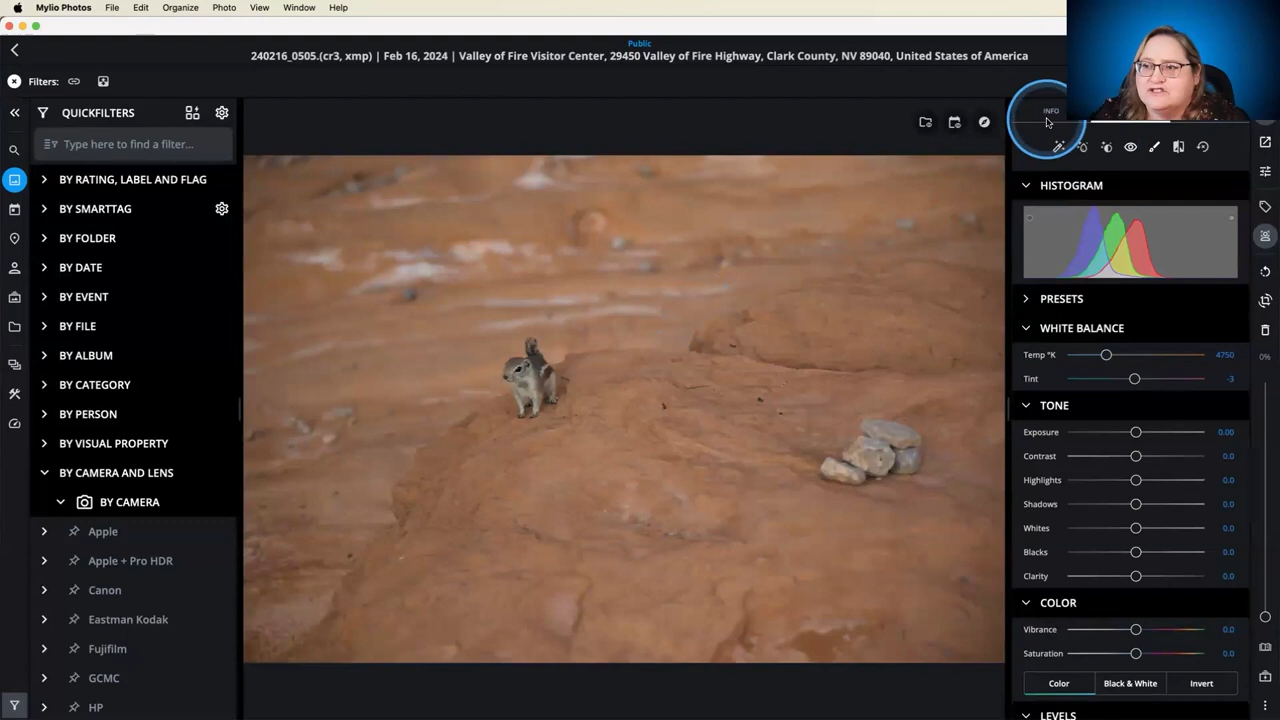 Mylio Photos File Edit Organize Photo View Window Help
Public
240216_0505.(cr3, xmp) | Feb 16, 2024 | Valley of Fire Visitor Center, 29450 Valley of Fire Highway, Clark County, NV 89040, United States of America
Filters:
QUICKFILTERS
Type here to find a filter...
BY RATING, LABEL AND FLAG
BY SMARTTAG
BY FOLDER
BY DATE
BY EVENT
BY FILE
BY ALBUM
BY CATEGORY
BY PERSON
BY VISUAL PROPERTY
BY CAMERA AND LENS
BY CAMERA
Apple
Apple + Pro HDR
Canon
Eastman Kodak
Fujifilm
GCMC
HP
INFO
HISTOGRAM
PRESETS
WHITE BALANCE
Temp °K 4750
Tint -3
TONE
Exposure 0.00
Contrast 0.0
Highlights 0.0
Shadows 0.0
Whites 0.0
Blacks 0.0
Clarity 0.0
COLOR
Vibrance 0.0
Saturation 0.0
Color Black & White Invert
LEVELS
0%